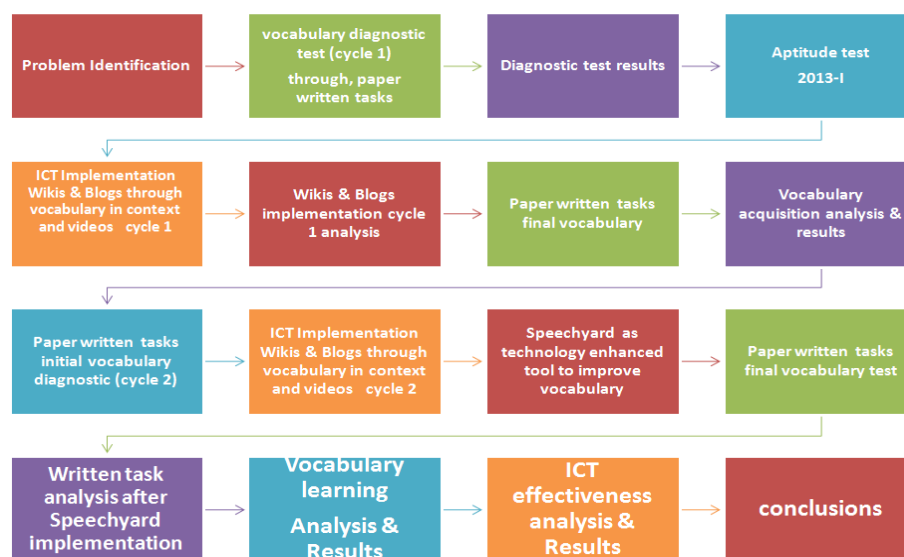 Problem Identification
vocabulary diagnostic
test (cycle 1)
through, paper
written tasks
Diagnostic test results
Aptitude test
2013-I
ICT Implementation
Wikis & Blogs through
vocabulary in context
and videos cycle 1
Wikis & Blogs
implementation cycle
1 analysis
Paper written tasks
final vocabulary
Vocabulary
acquisition analysis &
results
Paper written tasks
initial vocabulary
diagnostic (cycle 2)
ICT Implementation
Wikis & Blogs through
vocabulary in context
and videos cycle 2
Speechyard as
technology enhanced
tool to improve
vocabulary
Paper written tasks
final vocabulary test
Written task
analysis after
Speechyard
implementation
Vocabulary
learning
Analysis &
Results
ICT
effectiveness
analysis &
Results
conclusions